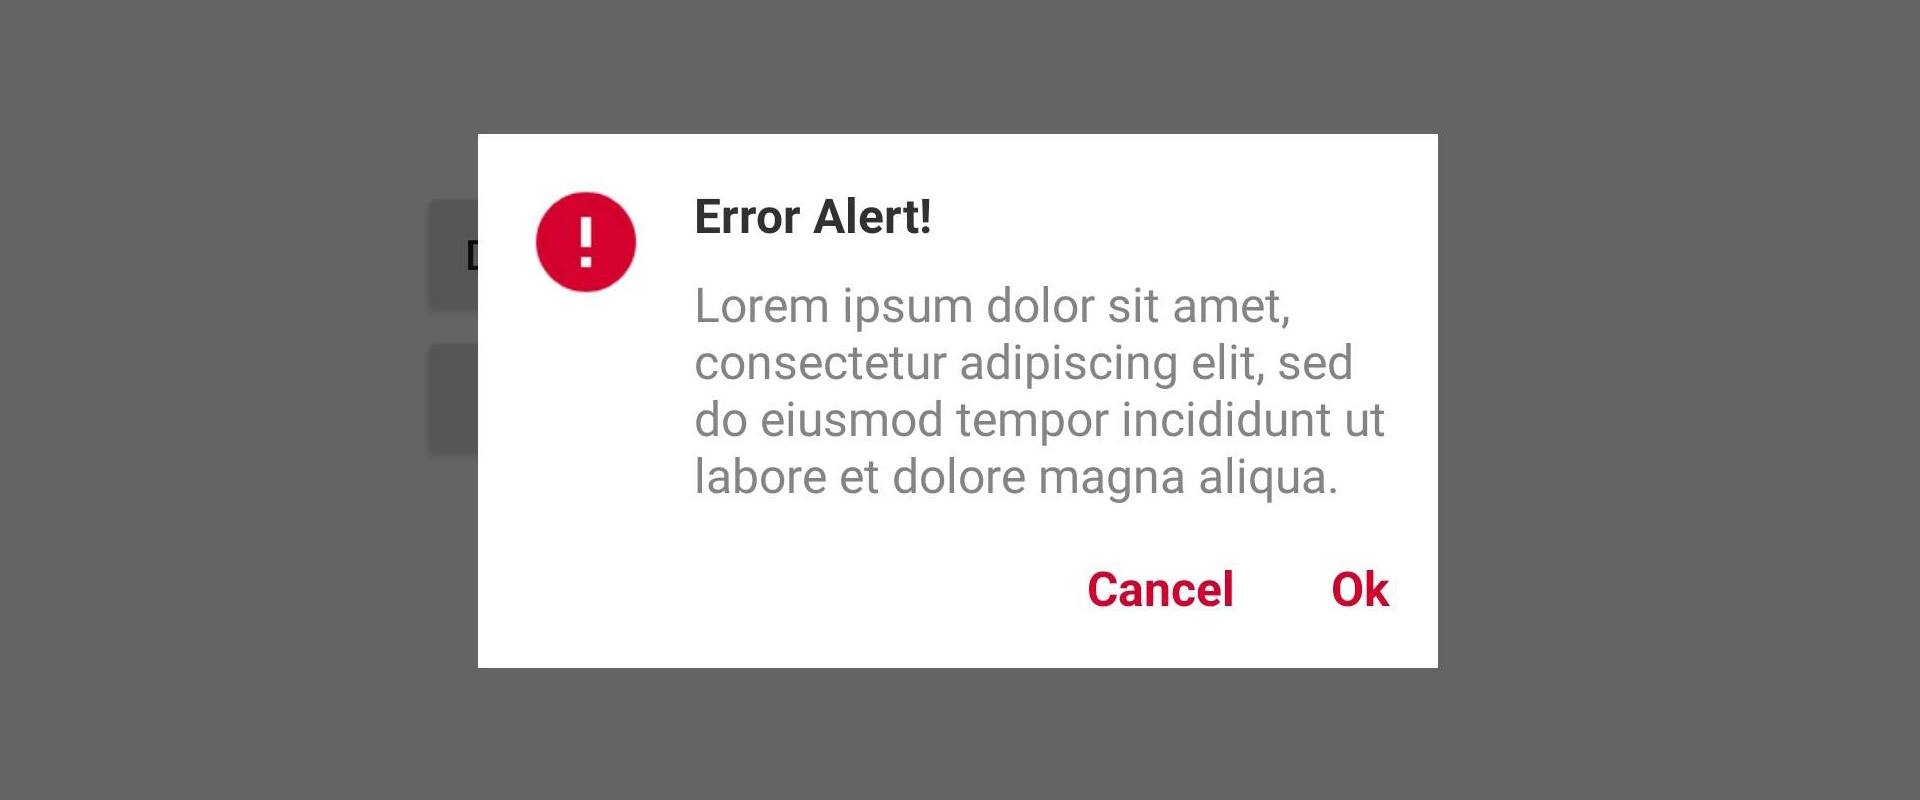 Error Alert!
Lorem ipsum dolor sit amet,
consectetur adipiscing elit, sed
do eiusmod tempor incididunt ut
labore et dolore magna aliqua.
Cancel Ok